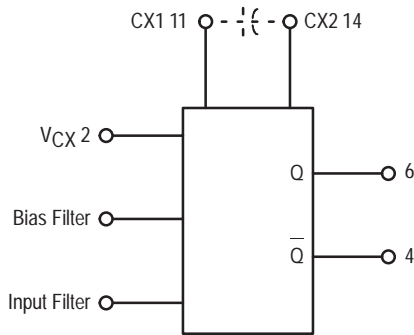 CX1 11
CX2 14
VCX 2
Bias Filter
Input Filter
Q
6
Q̅
4